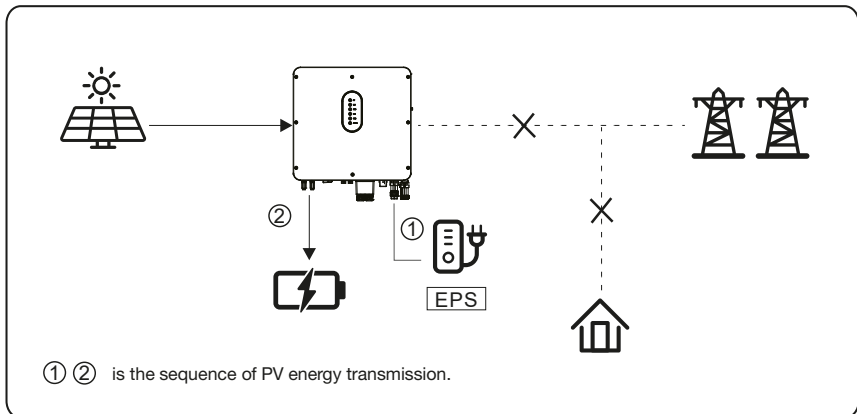 ②
①
EPS
① ② is the sequence of PV energy transmission.